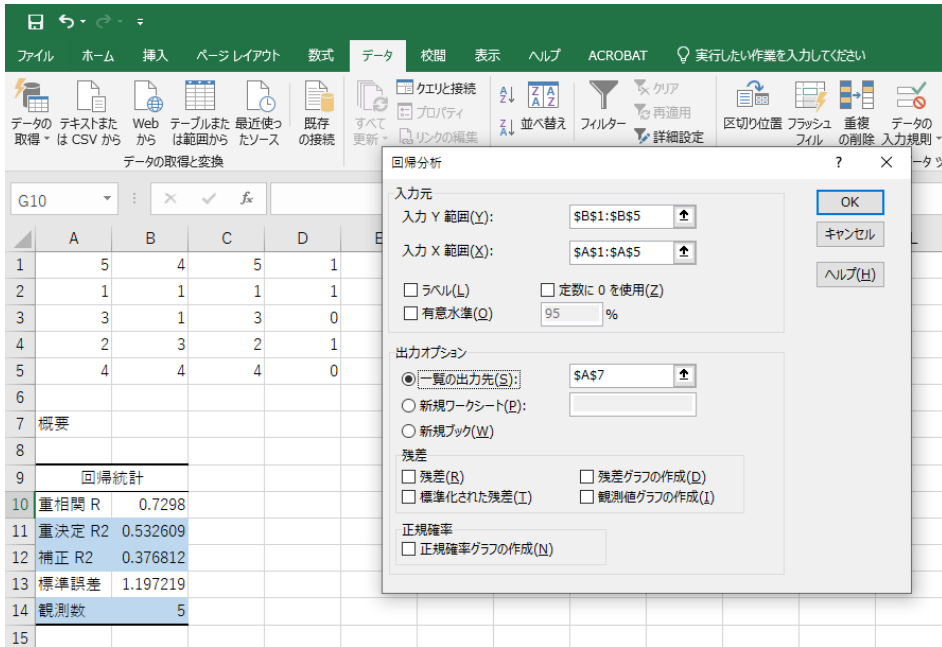 ファイル ホーム 挿入 ページ レイアウト 数式 データ 校閲 表示 ヘルプ ACROBAT 実行したい作業を入力してください
データの取得 テキストまたは CSV から Web から テーブルまたは範囲から 最近使ったソース 既存の接続 すべて更新 クエリと接続 プロパティ リンクの編集 並べ替え フィルター クリア 再適用 詳細設定 区切り位置 フラッシュ フィル 重複の削除 データの入力規則
データの取得と変換
G10 fx
A B C D E L
1 5 4 5 1
2 1 1 1 1
3 3 1 3 0
4 2 3 2 1
5 4 4 4 0
6
7 概要
8
9 回帰統計
10 重相関 R 0.7298
11 重決定 R2 0.532609
12 補正 R2 0.376812
13 標準誤差 1.197219
14 観測数 5
15
回帰分析 ?
入力元
入力 Y 範囲(Y): $B$1:$B$5
入力 X 範囲(X): $A$1:$A$5
ラベル(L) 定数に 0 を使用(Z)
有意水準(O) 95 %
OK
キャンセル
ヘルプ(H)
出力オプション
一覧の出力先(S): $A$7
新規ワークシート(P):
新規ブック(W)
残差
残差(R) 残差グラフの作成(D)
標準化された残差(T) 観測値グラフの作成(I)
正規確率
正規確率グラフの作成(N)